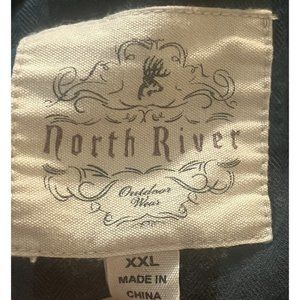 North River
Outdoor
Wear
XXL
MADE IN
CHINA